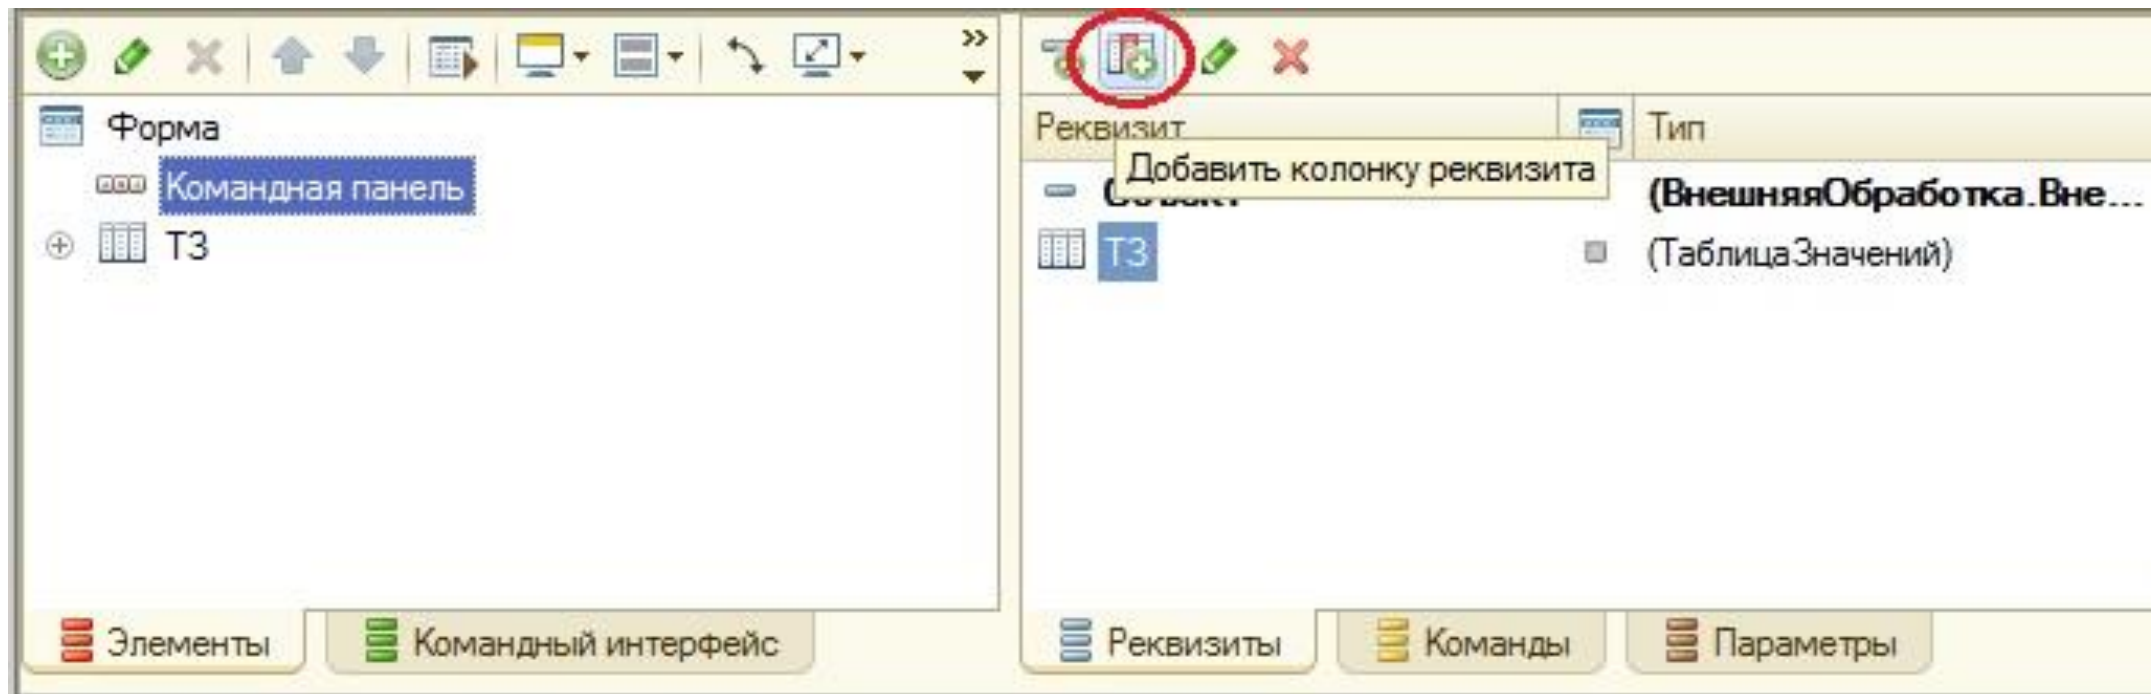 Форма
Командная панель
ТЗ
Элементы
Командный интерфейс
Реквизит
Тип
Добавить колонку реквизита
(ВнешняяОбработка.Вне...
ТЗ
(ТаблицаЗначений)
Реквизиты
Команды
Параметры